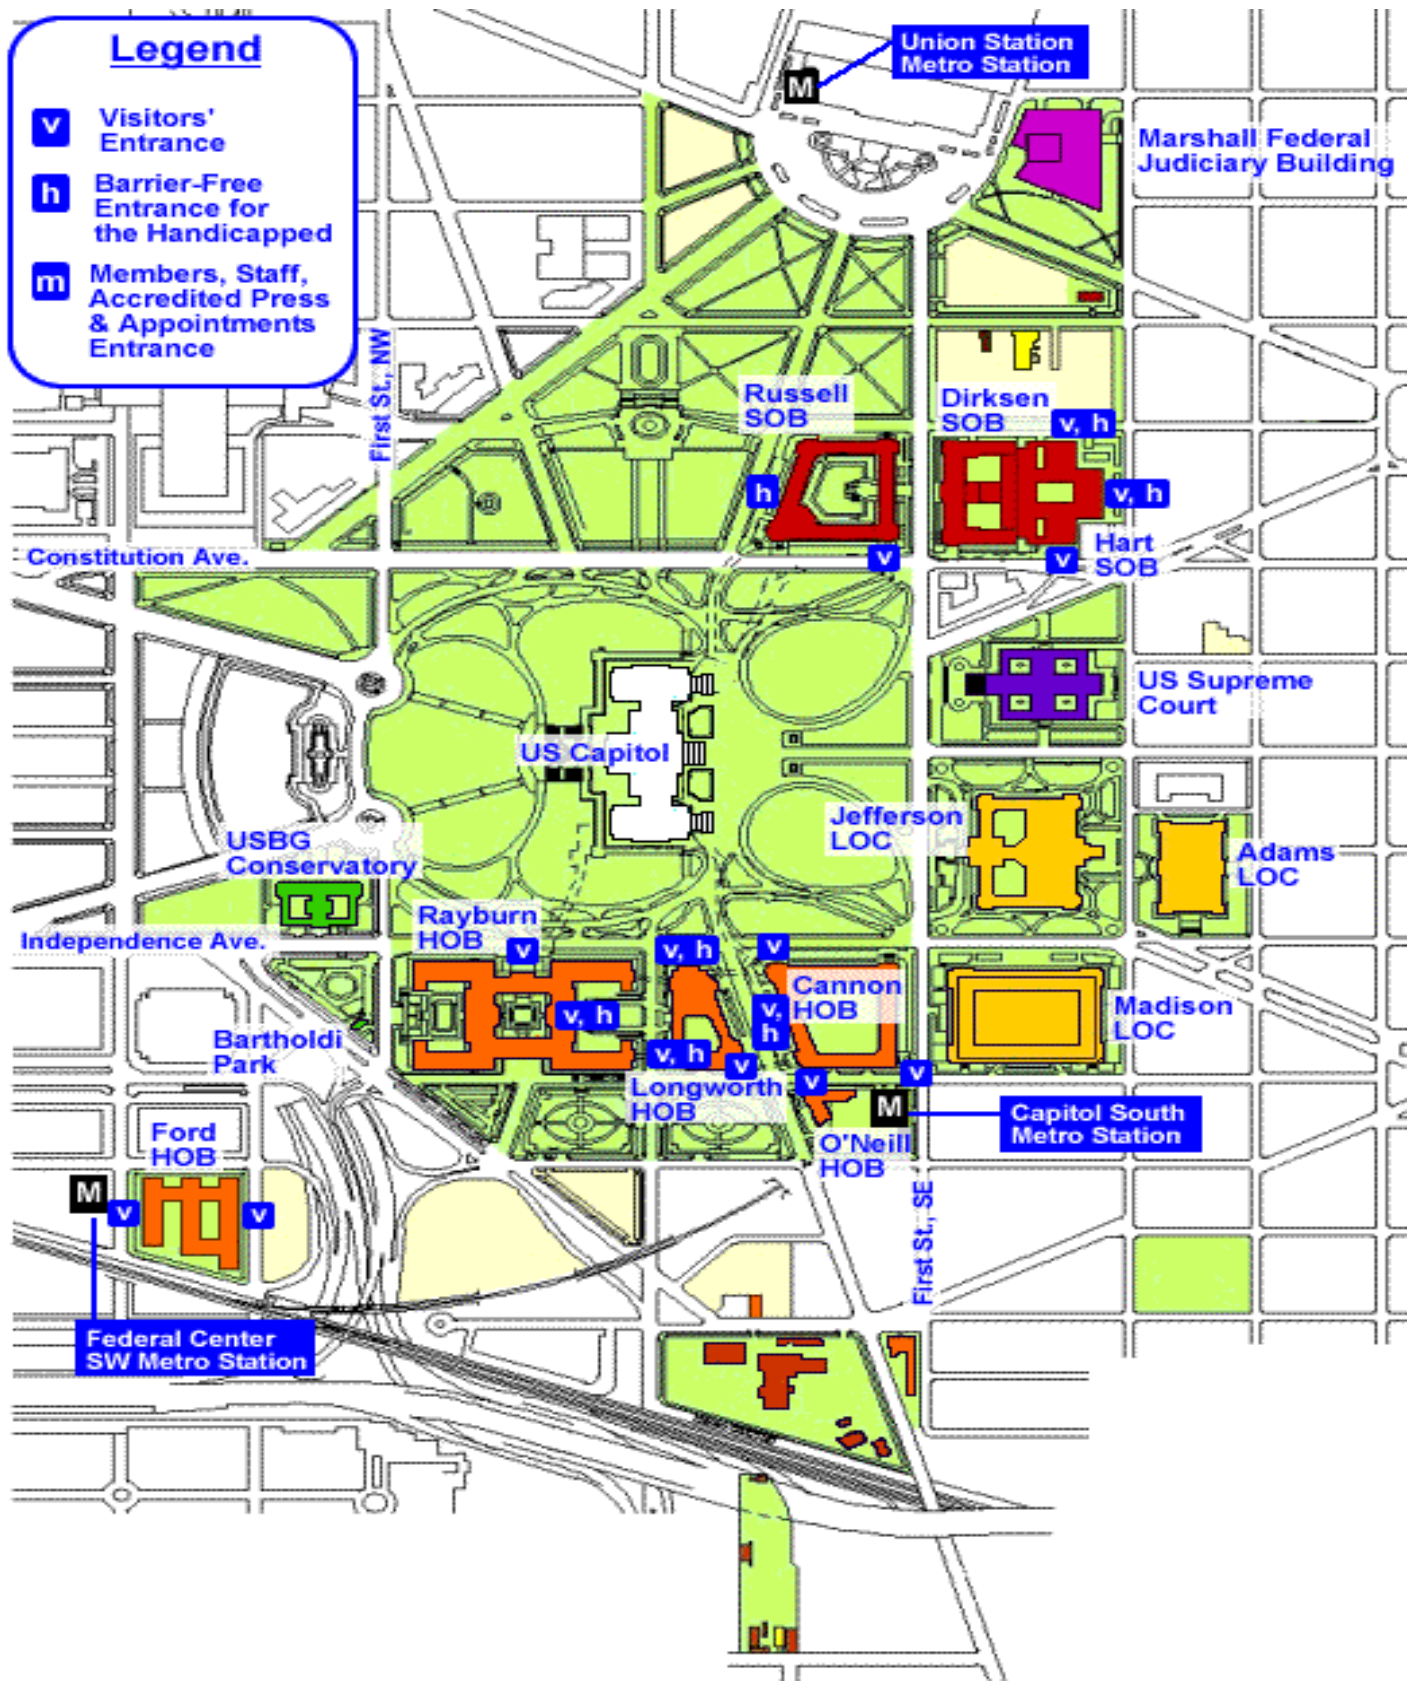 Legend
v
Visitors'
Entrance
h
Barrier-Free
Entrance for
the Handicapped
m
Members, Staff,
Accredited Press
& Appointments
Entrance
Union Station
Metro Station
M
Marshall Federal
Judiciary Building
First St., NW
Russell
SOB
Dirksen
SOB
v, h
h
v, h
Constitution Ave.
v
v
Hart
SOB
US Supreme
Court
US Capitol
Jefferson
LOC
USBG
Conservatory
Adams
LOC
Rayburn
HOB
Independence Ave.
v
v, h
v
Cannon
HOB
v, h
v,
h
Madison
LOC
Bartholdi
Park
v, h
v
v
v
Longworth
HOB
M
Capitol South
Metro Station
O'Neill
HOB
Ford
HOB
M
v
v
First St., SE
Federal Center
SW Metro Station